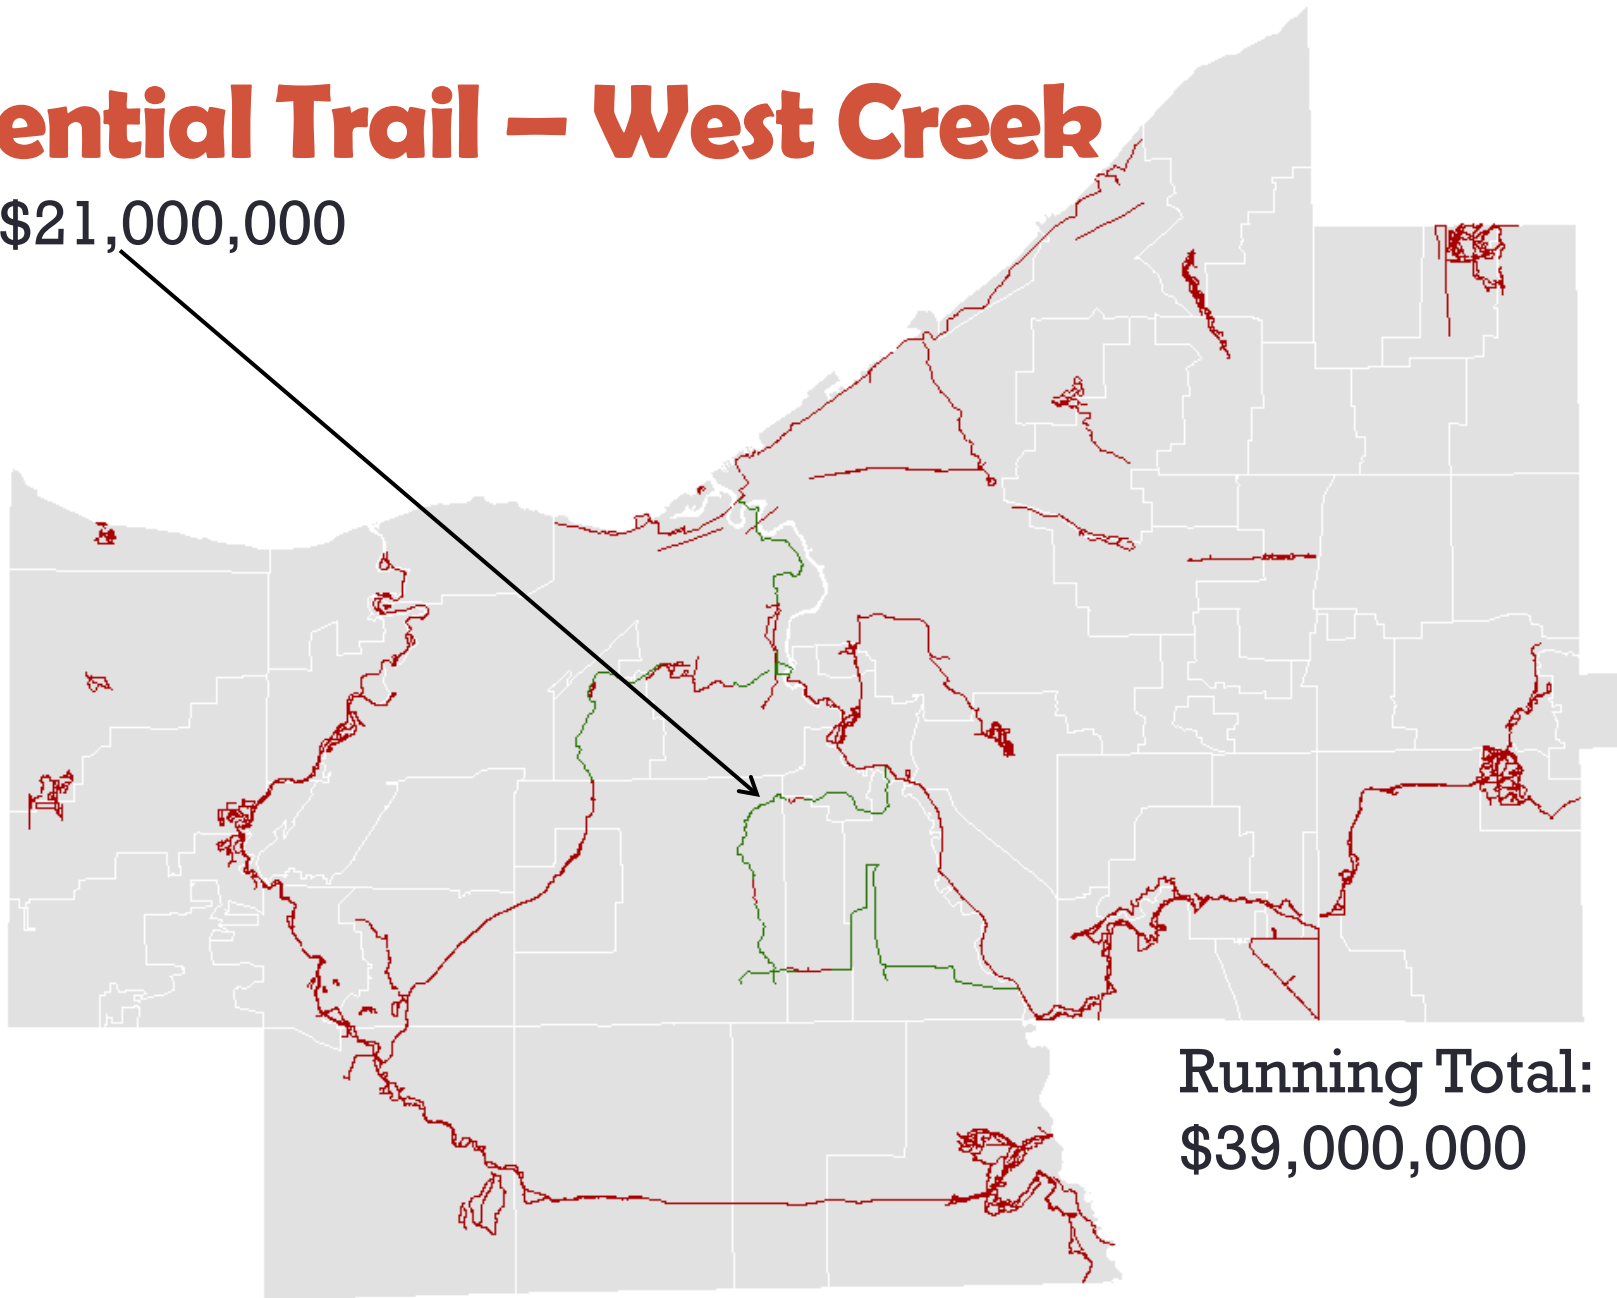 ential Trail – West Creek
$21,000,000
Running Total:
$39,000,000